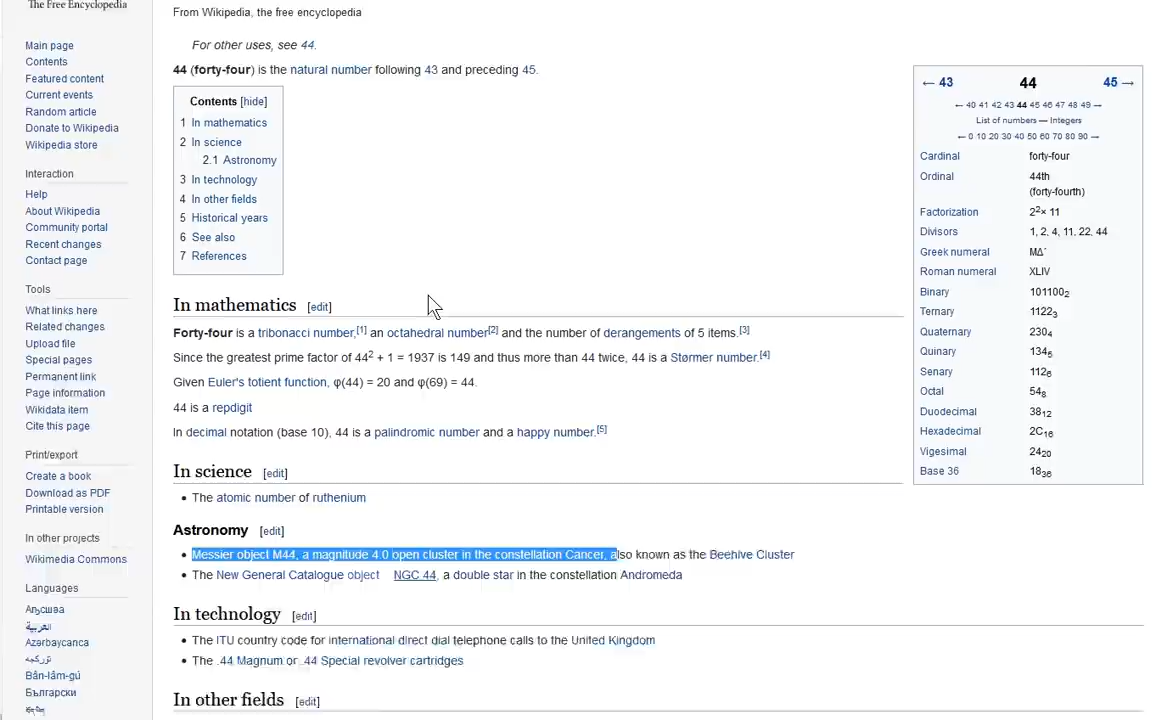 The Free Encyclopedia
Main page
Contents
Featured content
Current events
Random article
Donate to Wikipedia
Wikipedia store
Interaction
Help
About Wikipedia
Community portal
Recent changes
Contact page
Tools
What links here
Related changes
Upload file
Special pages
Permanent link
Page information
Wikidata item
Cite this page
Print/export
Create a book
Download as PDF
Printable version
In other projects
Wikimedia Commons
Languages
Аҧсшәа
العربية
Azərbaycanca
تورکجه
Bân-lâm-gú
Български
From Wikipedia, the free encyclopedia
For other uses, see 44.
44 (forty-four) is the natural number following 43 and preceding 45.
Contents [hide]
1 In mathematics
2 In science
2.1 Astronomy
3 In technology
4 In other fields
5 Historical years
6 See also
7 References
In mathematics [edit]
Forty-four is a tribonacci number,[1] an octahedral number[2] and the number of derangements of 5 items.[3]
Since the greatest prime factor of 44² + 1 = 1937 is 149 and thus more than 44 twice, 44 is a Størmer number.[4]
Given Euler's totient function, φ(44) = 20 and φ(69) = 44.
44 is a repdigit
In decimal notation (base 10), 44 is a palindromic number and a happy number.[5]
In science [edit]
• The atomic number of ruthenium
Astronomy [edit]
• Messier object M44, a magnitude 4.0 open cluster in the constellation Cancer, also known as the Beehive Cluster
• The New General Catalogue object NGC 44, a double star in the constellation Andromeda
In technology [edit]
• The ITU country code for international direct dial telephone calls to the United Kingdom
• The .44 Magnum or .44 Special revolver cartridges
In other fields [edit]
← 43 44 45 →
← 40 41 42 43 44 45 46 47 48 49 →
List of numbers — Integers
← 0 10 20 30 40 50 60 70 80 90 →
Cardinal forty-four
Ordinal 44th
(forty-fourth)
Factorization 2²× 11
Divisors 1, 2, 4, 11, 22, 44
Greek numeral ΜΔ´
Roman numeral XLIV
Binary 101100₂
Ternary 1122₃
Quaternary 230₄
Quinary 134₅
Senary 112₆
Octal 54₈
Duodecimal 38₁₂
Hexadecimal 2C₁₆
Vigesimal 24₂₀
Base 36 18₃₆